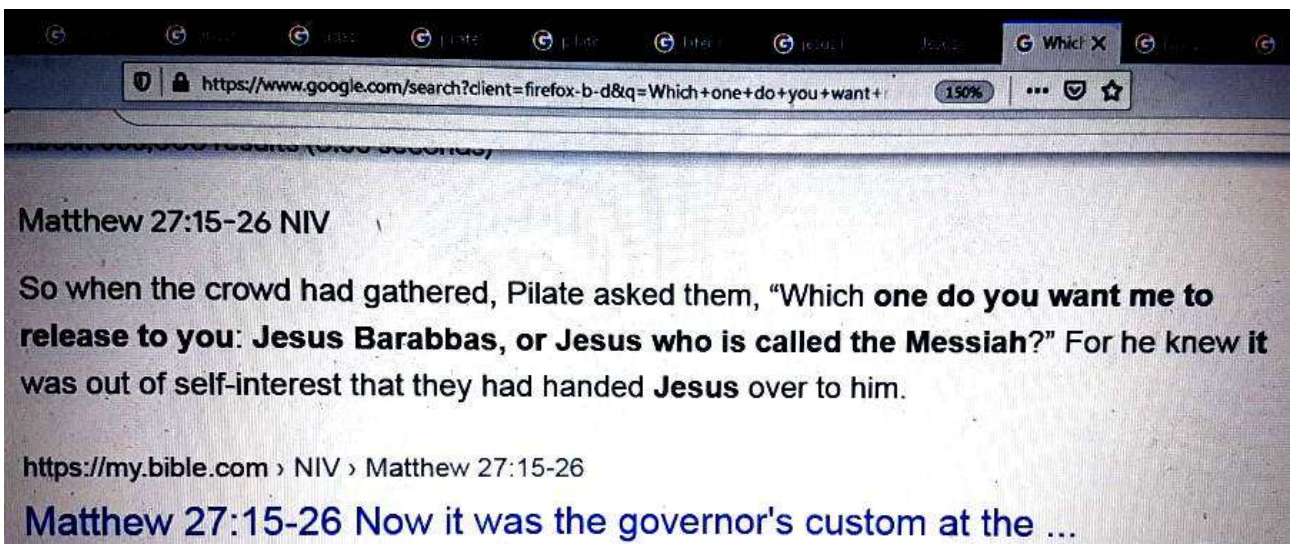 Which
https://www.google.com/search?client=firefox-b-d&q=Which+one+do+you+want+
150%
Matthew 27:15-26 NIV
So when the crowd had gathered, Pilate asked them, “Which one do you want me to
release to you: Jesus Barabbas, or Jesus who is called the Messiah?” For he knew it
was out of self-interest that they had handed Jesus over to him.
https://my.bible.com › NIV › Matthew 27:15-26
Matthew 27:15-26 Now it was the governor's custom at the ...